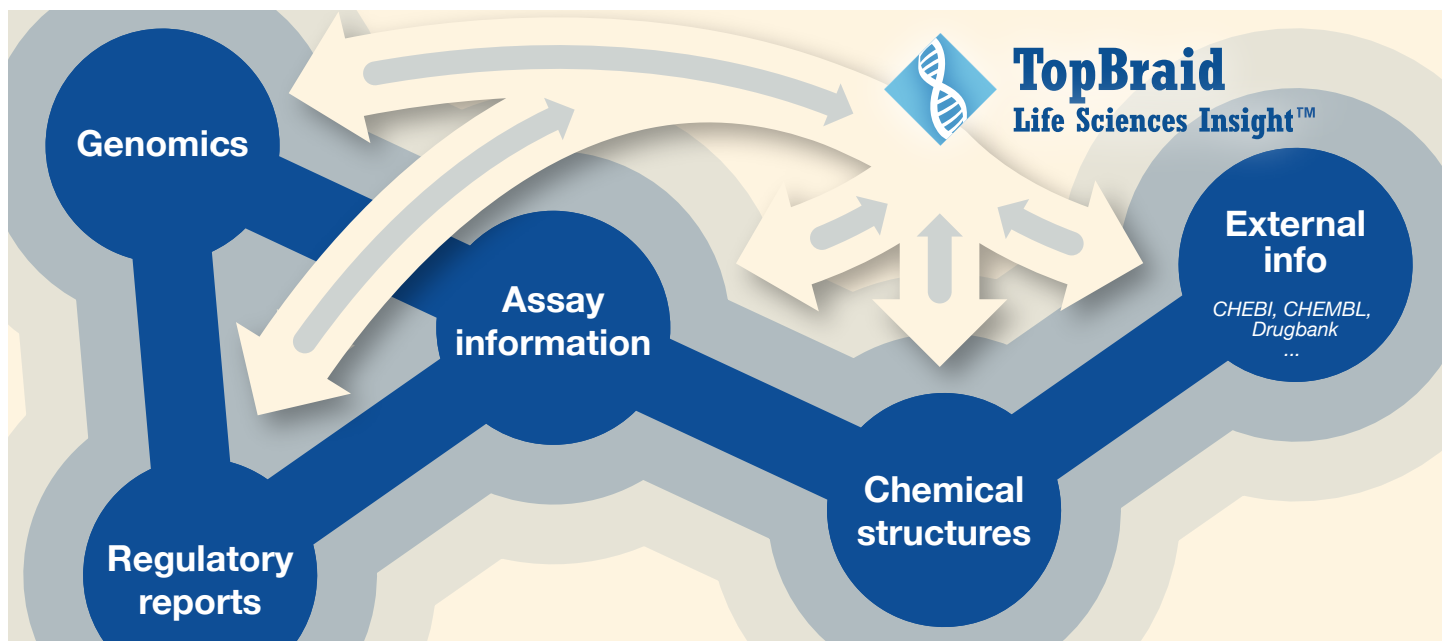 TopBraid
Life Sciences Insight™
Genomics
External
info
CHEBI, CHEMBL,
Drugbank
...
Assay
information
Chemical
structures
Regulatory
reports